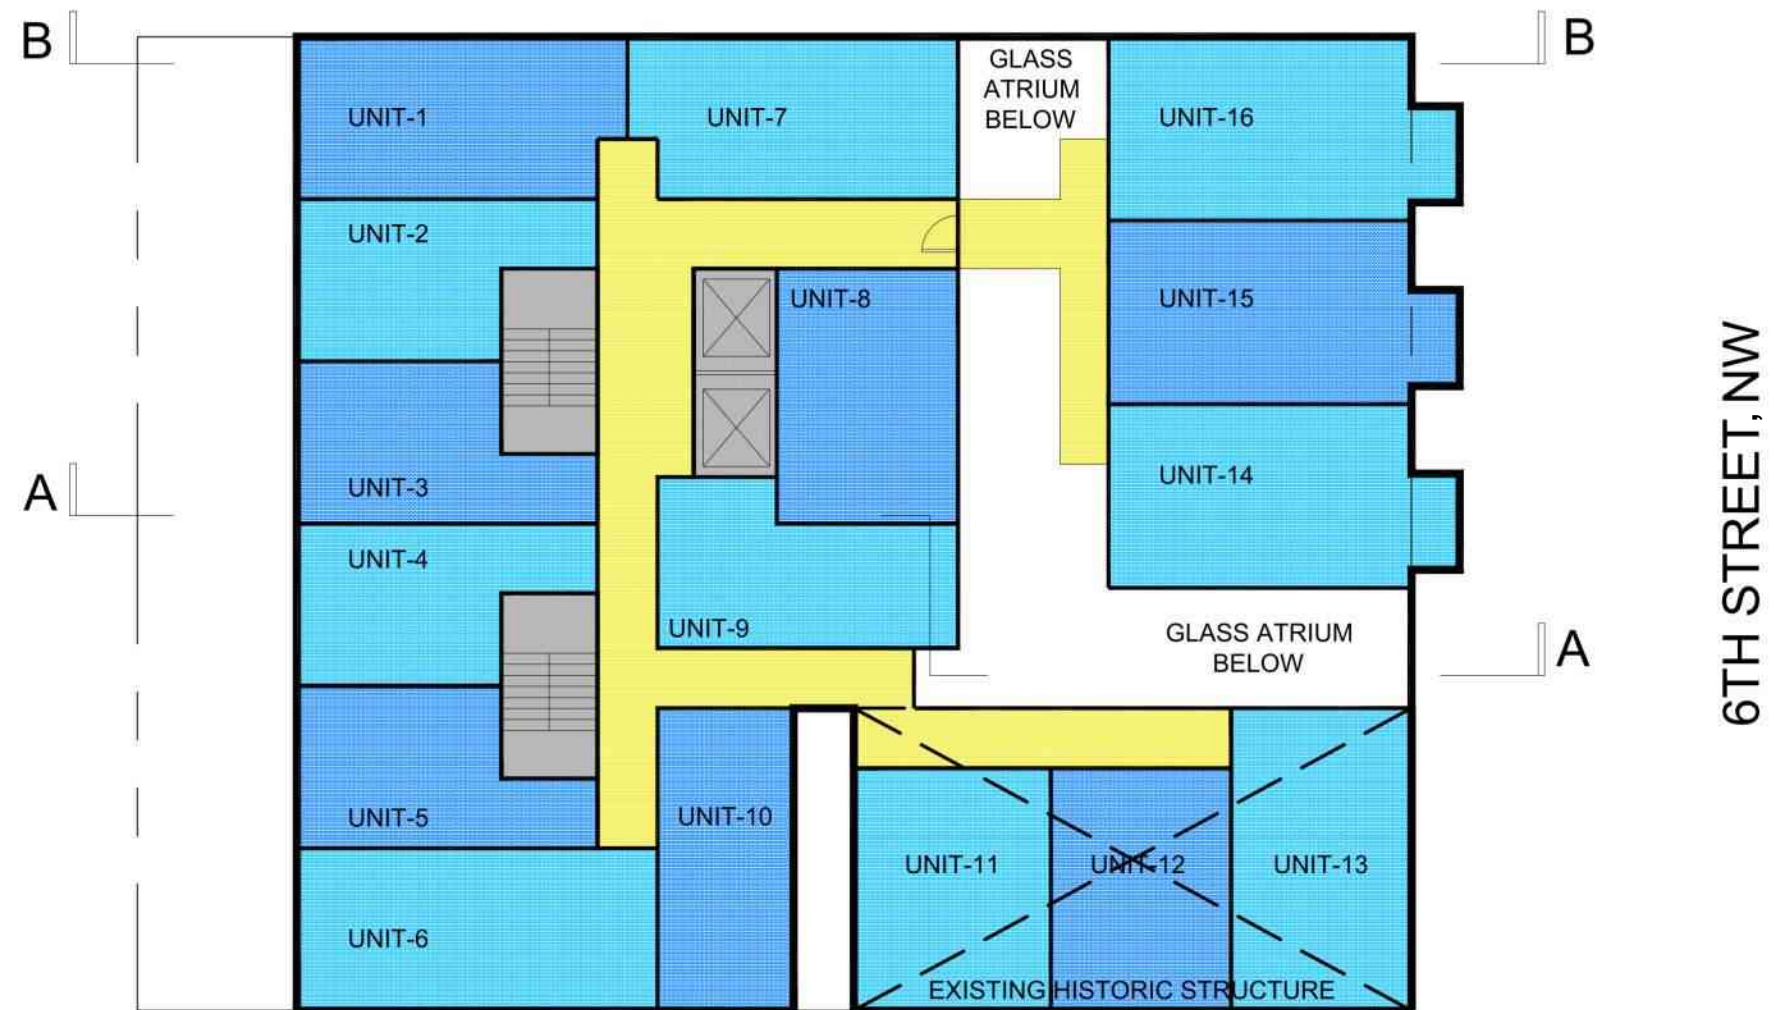 B
B
GLASS
ATRIUM
BELOW
UNIT-1
UNIT-7
UNIT-16
UNIT-2
UNIT-8
UNIT-15
UNIT-3
UNIT-14
A
6TH STREET, NW
UNIT-4
UNIT-9
GLASS ATRIUM
BELOW
A
UNIT-5
UNIT-10
UNIT-11
UNIT-12
UNIT-13
UNIT-6
EXISTING HISTORIC STRUCTURE